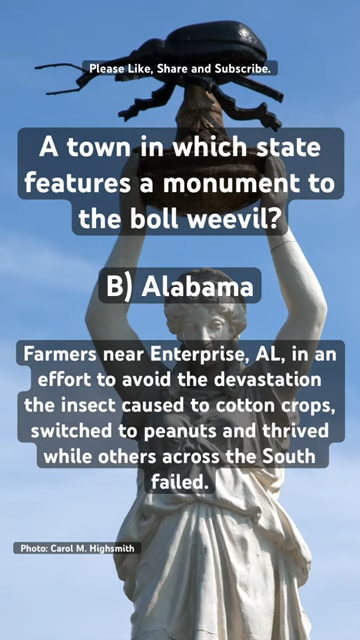 Please Like, Share and Subscribe.
A town in which state
features a monument to
the boll weevil?
B) Alabama
Farmers near Enterprise, AL, in an
effort to avoid the devastation
the insect caused to cotton crops,
switched to peanuts and thrived
while others across the South
failed.
Photo: Carol M. Highsmith